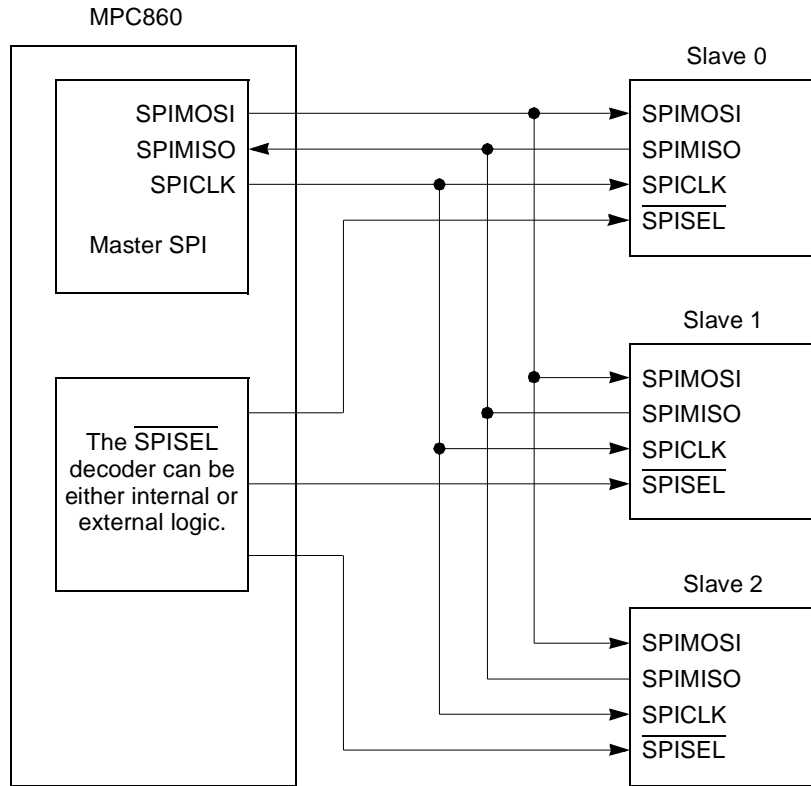 MPC860
SPIMOSI
SPIMISO
SPICLK
Master SPI
The SPISEL
decoder can be
either internal or
external logic.
Slave 0
SPIMOSI
SPIMISO
SPICLK
SPISEL
Slave 1
SPIMOSI
SPIMISO
SPICLK
SPISEL
Slave 2
SPIMOSI
SPIMISO
SPICLK
SPISEL